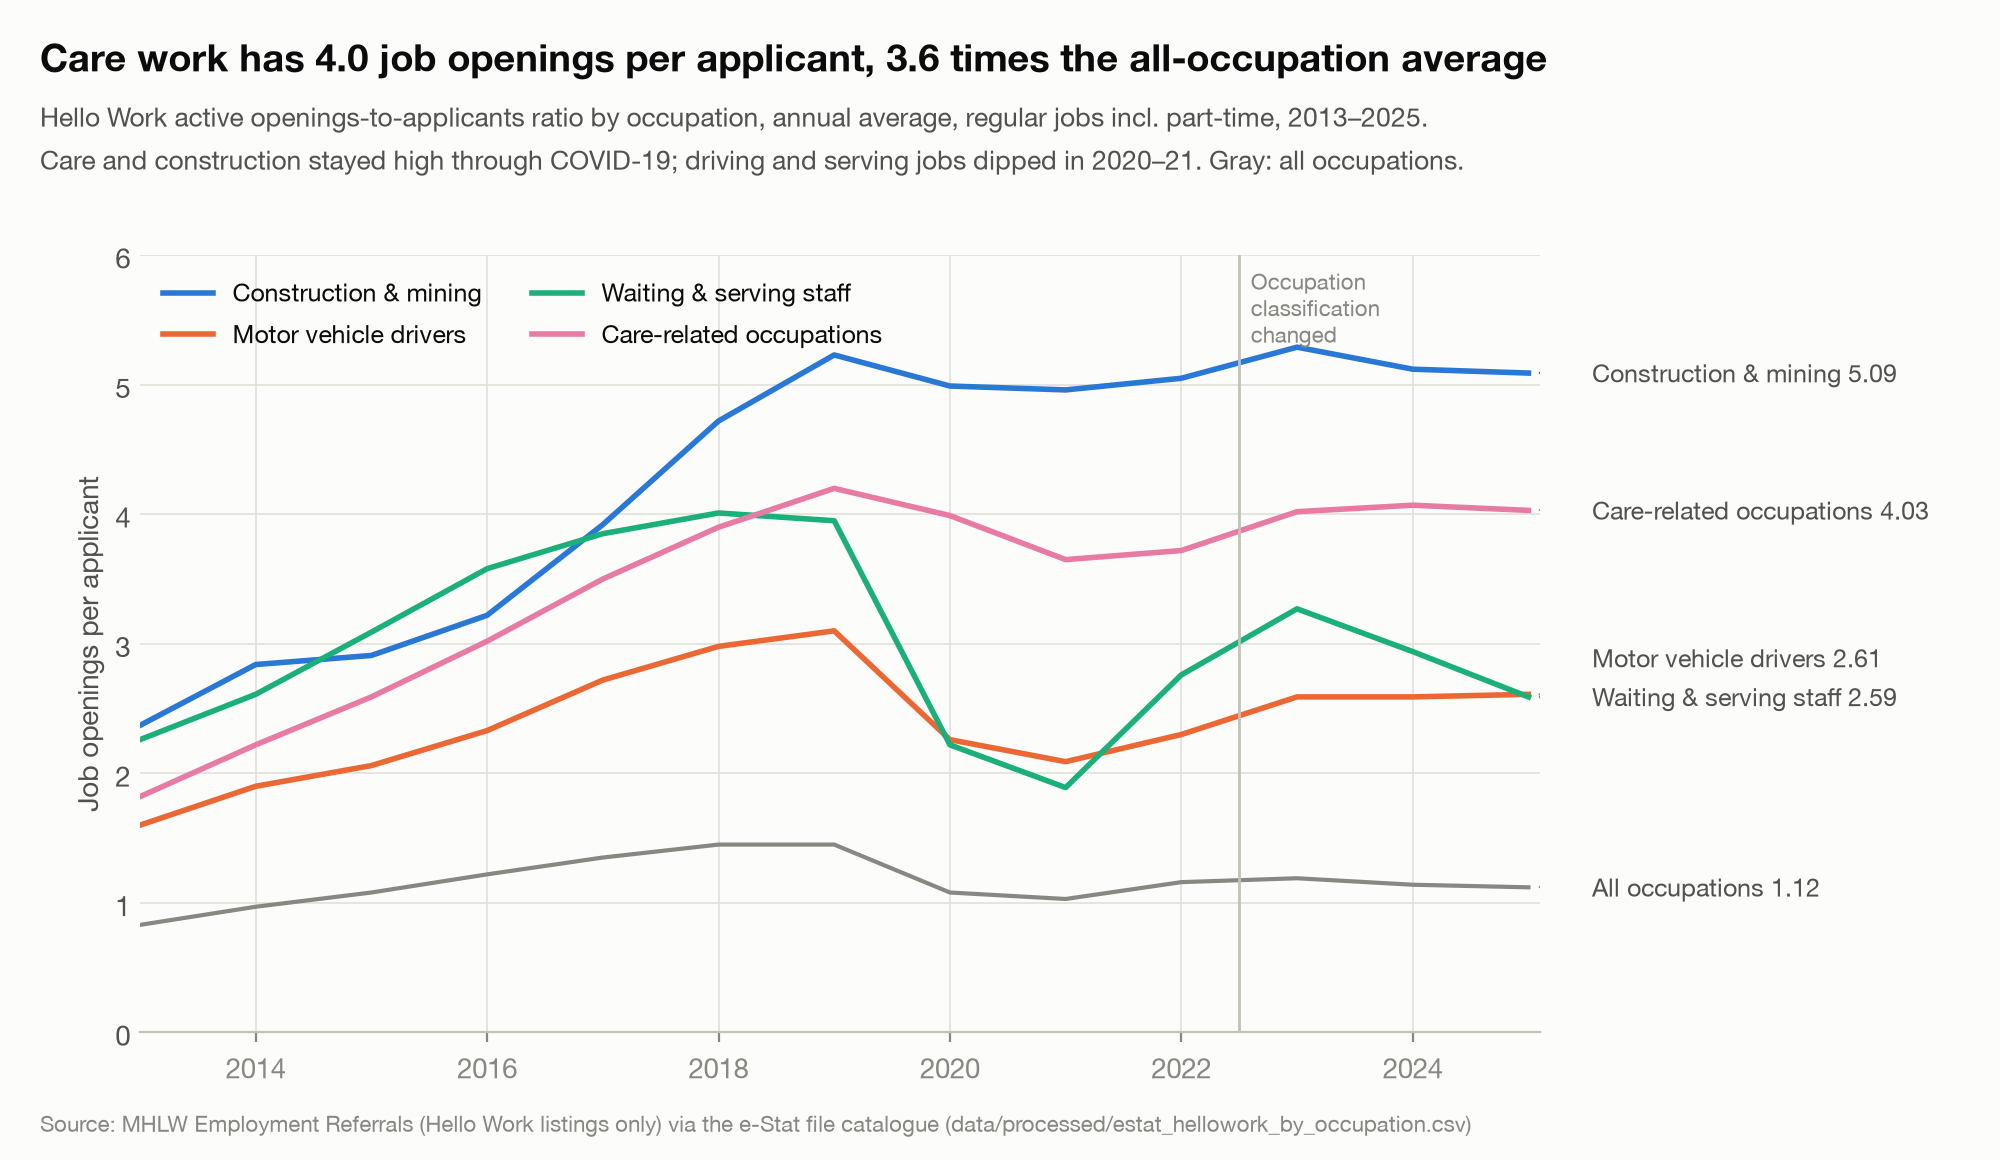 Care work has 4.0 job openings per applicant, 3.6 times the all-occupation average
Hello Work active openings-to-applicants ratio by occupation, annual average, regular jobs incl. part-time, 2013–2025.
Care and construction stayed high through COVID-19; driving and serving jobs dipped in 2020–21. Gray: all occupations.
Job openings per applicant
6
5
4
3
2
1
0
Construction & mining
Motor vehicle drivers
Waiting & serving staff
Care-related occupations
Occupation
classification
changed
Construction & mining 5.09
Care-related occupations 4.03
Motor vehicle drivers 2.61
Waiting & serving staff 2.59
All occupations 1.12
2014
2016
2018
2020
2022
2024
Source: MHLW Employment Referrals (Hello Work listings only) via the e-Stat file catalogue (data/processed/estat_hellowork_by_occupation.csv)